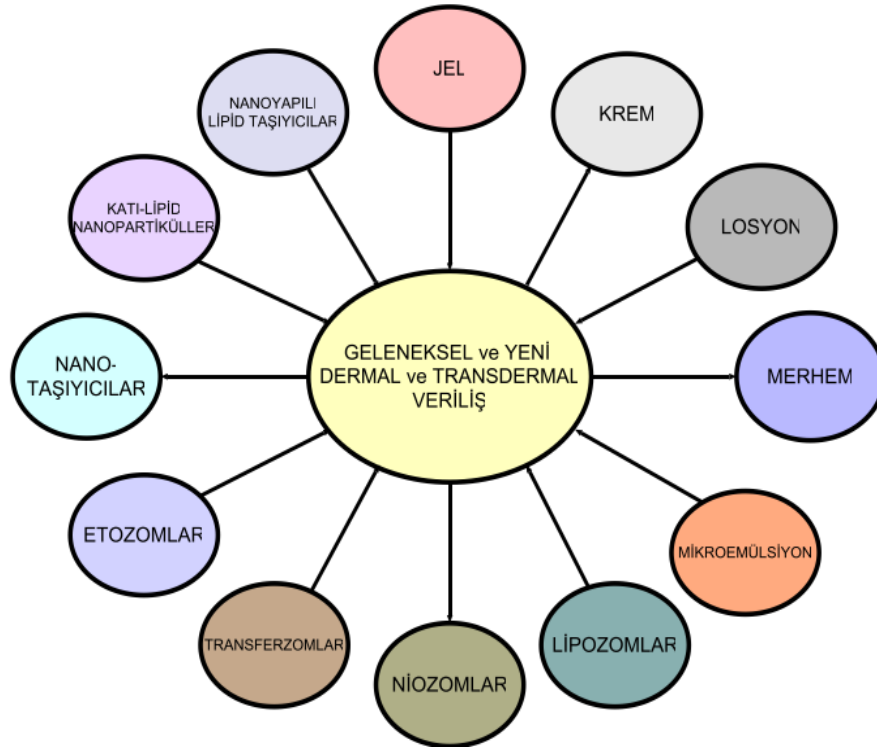 JEL
KREM
LOSYON
MERHEM
MİKROEMÜLSİYON
LİPOZOMLAR
NİOZOMLAR
TRANSFERZOMLAR
ETOZOMLAR
NANO-
TAŞIYICILAR
KATI-LİPİD
NANOPARTİKÜLLER
NANOYAPILI
LİPİD TAŞIYICILAR
GELENEKSEL ve YENİ
DERMAL ve TRANSDERMAL
VERİLİŞ